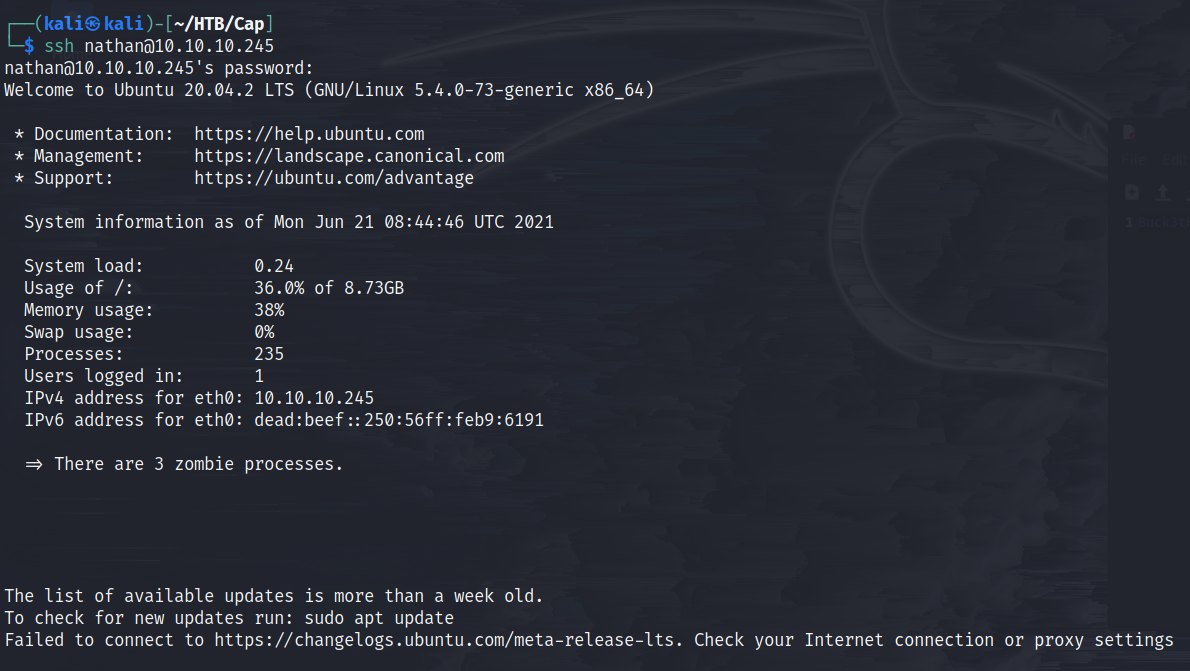 ┌──(kali㉿kali)-[~/HTB/Cap]
└─$ ssh nathan@10.10.10.245
nathan@10.10.10.245's password:
Welcome to Ubuntu 20.04.2 LTS (GNU/Linux 5.4.0-73-generic x86_64)
* Documentation:  https://help.ubuntu.com
* Management:     https://landscape.canonical.com
* Support:        https://ubuntu.com/advantage
System information as of Mon Jun 21 08:44:46 UTC 2021
System load:           0.24
Usage of /:            36.0% of 8.73GB
Memory usage:          38%
Swap usage:            0%
Processes:             235
Users logged in:       1
IPv4 address for eth0: 10.10.10.245
IPv6 address for eth0: dead:beef::250:56ff:feb9:6191
=> There are 3 zombie processes.
The list of available updates is more than a week old.
To check for new updates run: sudo apt update
Failed to connect to https://changelogs.ubuntu.com/meta-release-lts. Check your Internet connection or proxy settings